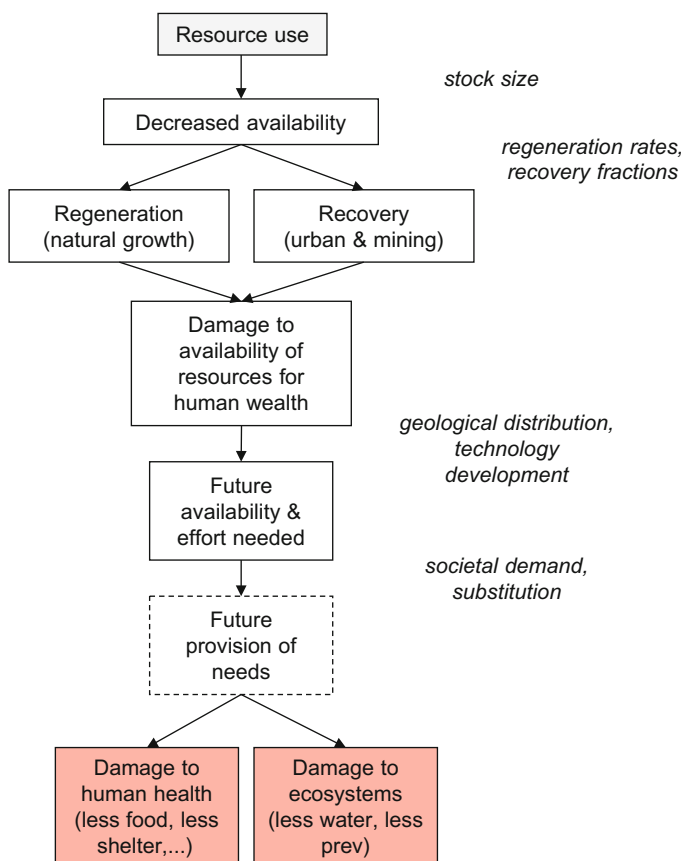 Resource use
stock size
Decreased availability
regeneration rates,
recovery fractions
Regeneration
(natural growth)
Recovery
(urban & mining)
Damage to
availability of
resources for
human wealth
geological distribution,
technology
development
Future
availability &
effort needed
societal demand,
substitution
Future
provision of
needs
Damage to
human health
(less food, less
shelter,...)
Damage to
ecosystems
(less water, less
prev)